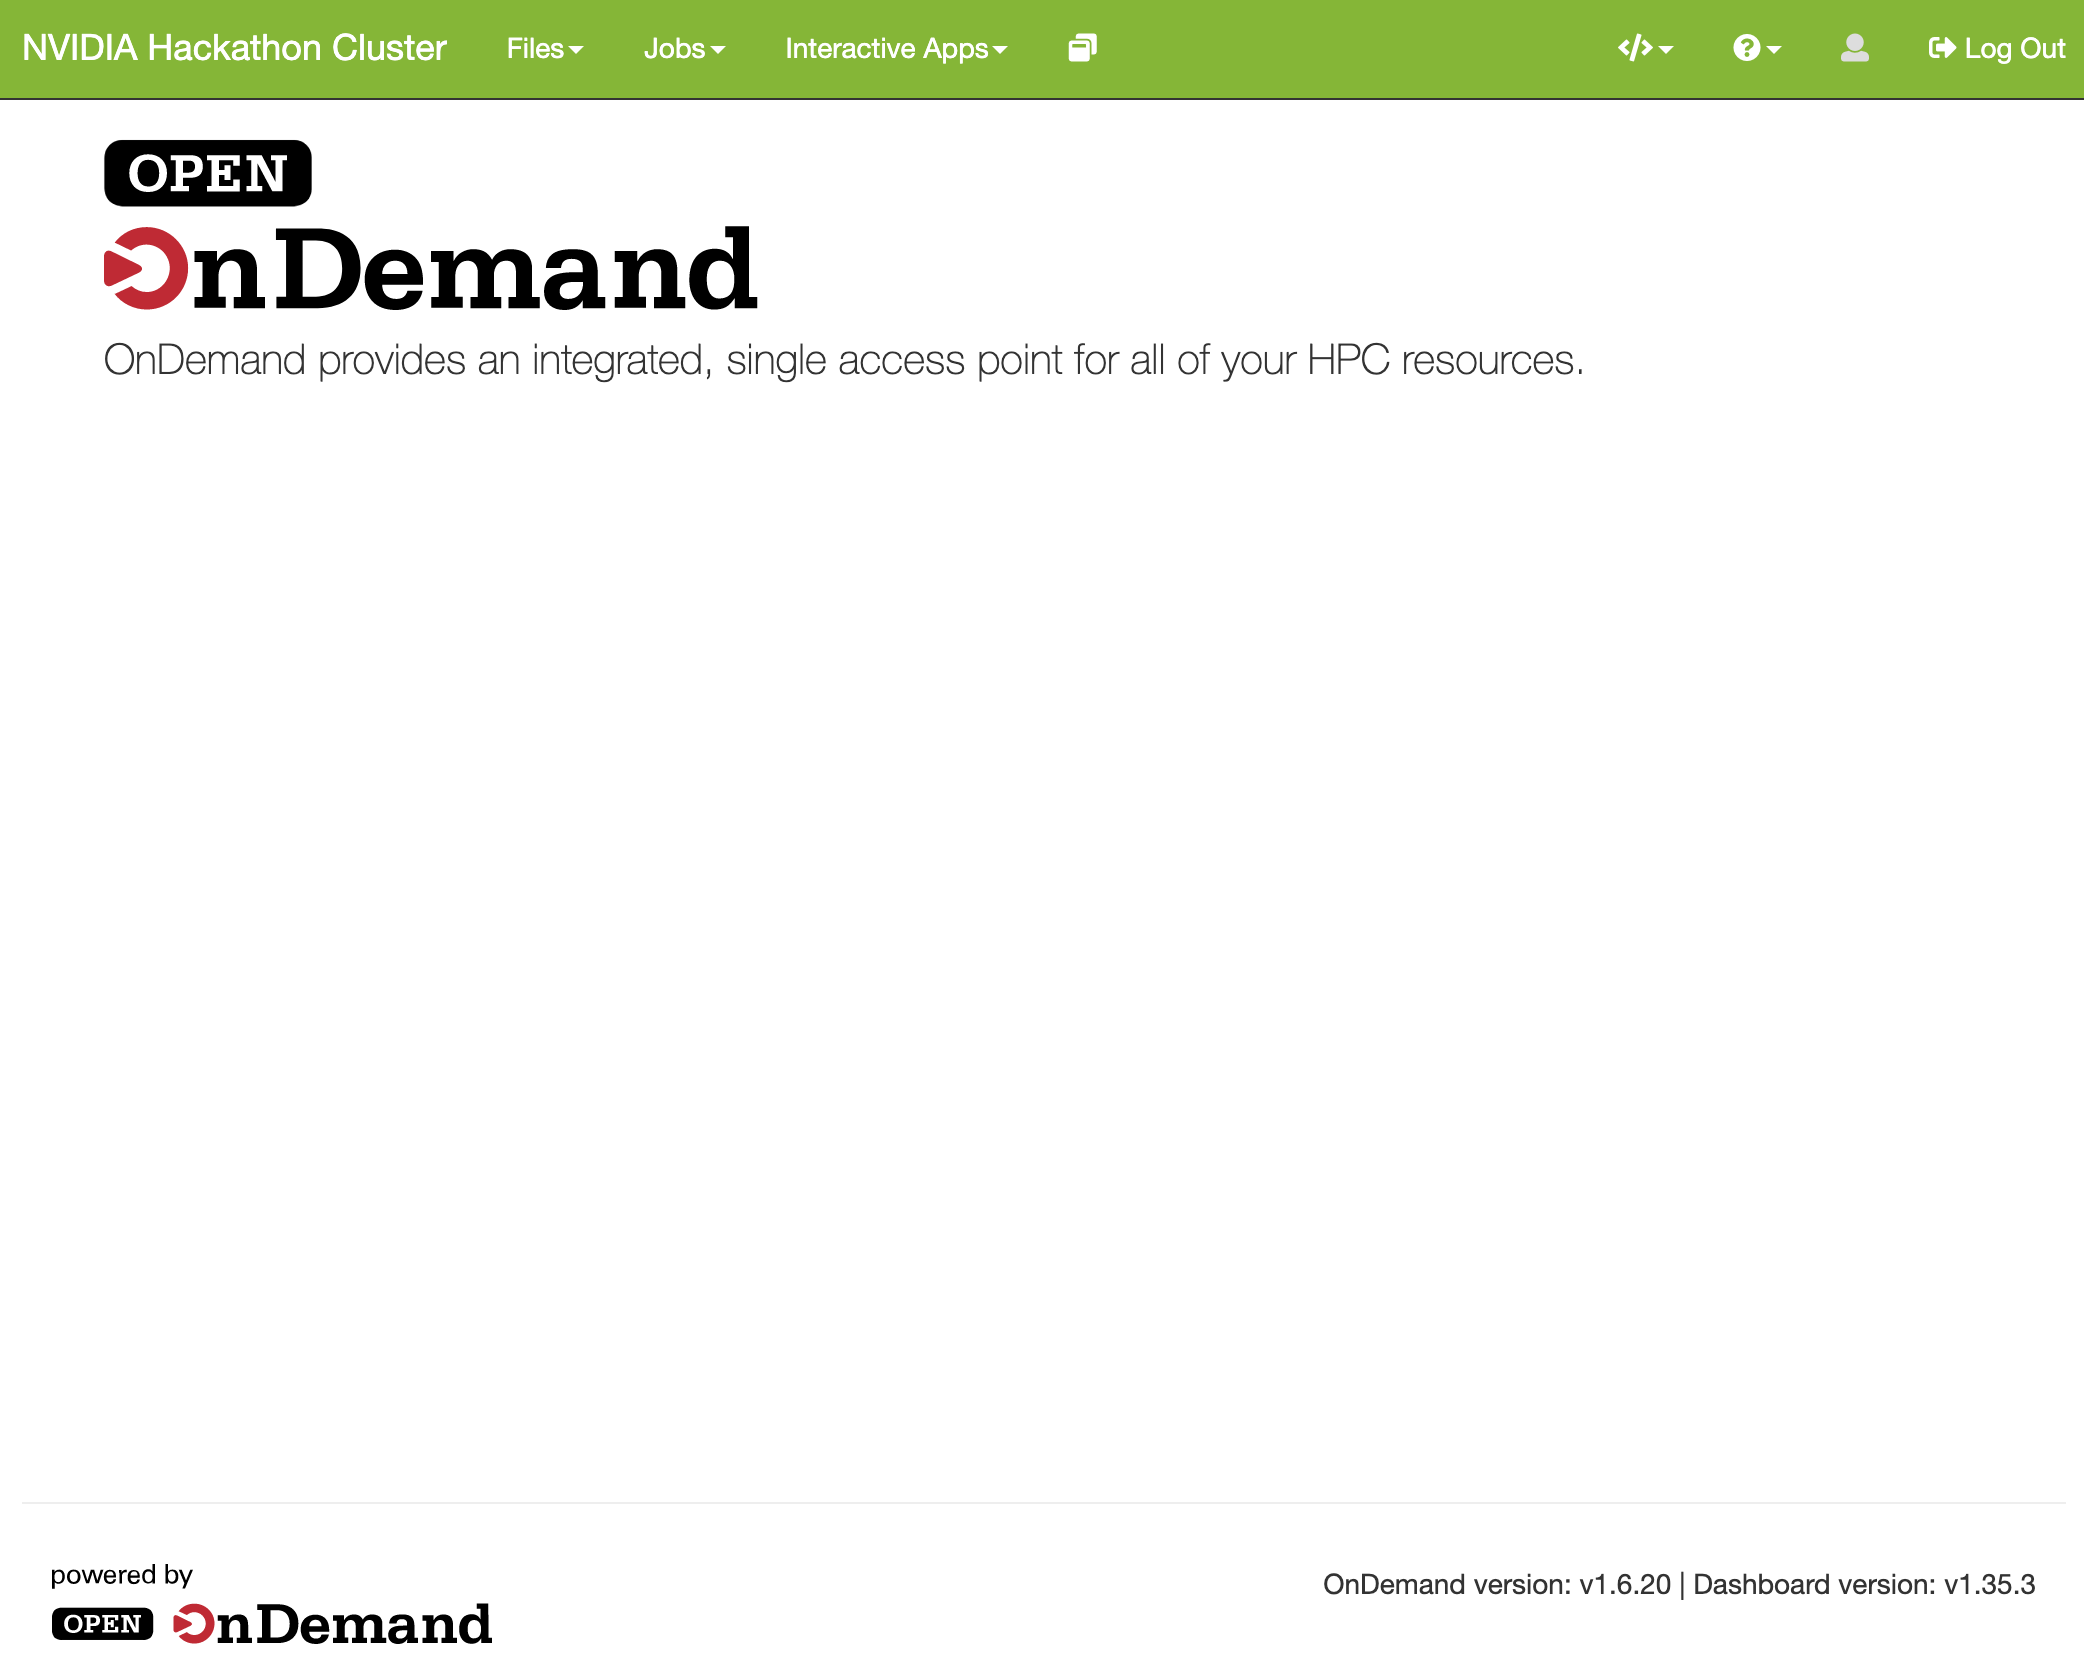 NVIDIA Hackathon Cluster Files Jobs Interactive Apps Log Out
OPEN
OnDemand
OnDemand provides an integrated, single access point for all of your HPC resources.
powered by
OPEN OnDemand
OnDemand version: v1.6.20 | Dashboard version: v1.35.3